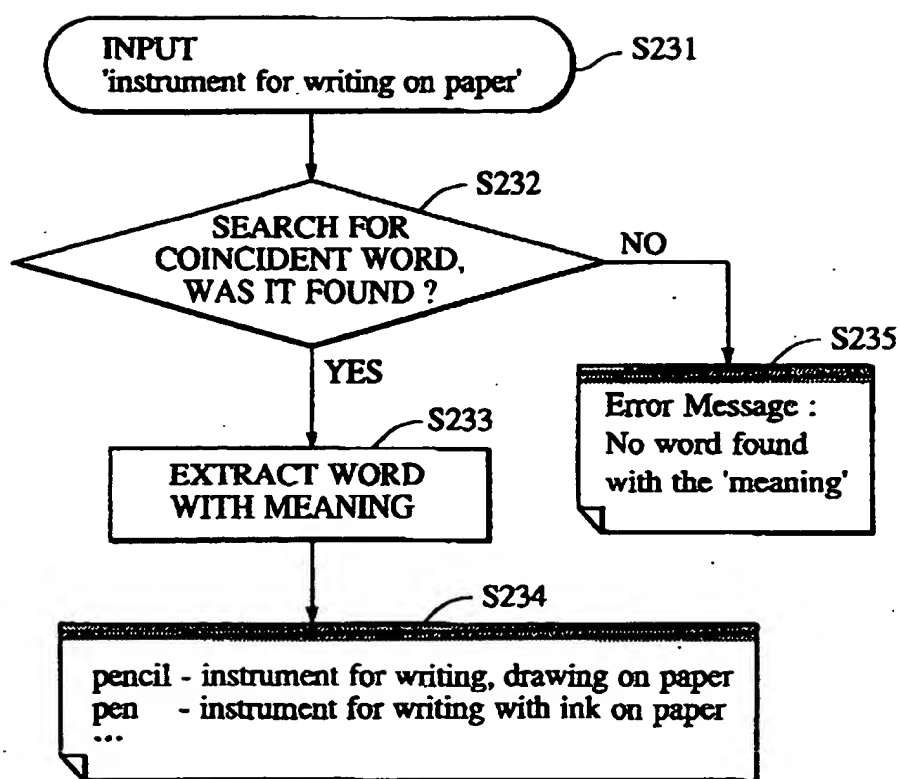 INPUT
'instrument for writing on paper'
S231
S232
SEARCH FOR
COINCIDENT WORD,
WAS IT FOUND ?
NO
YES
S235
Error Message :
No word found
with the 'meaning'
S233
EXTRACT WORD
WITH MEANING
S234
pencil - instrument for writing, drawing on paper
pen - instrument for writing with ink on paper
...